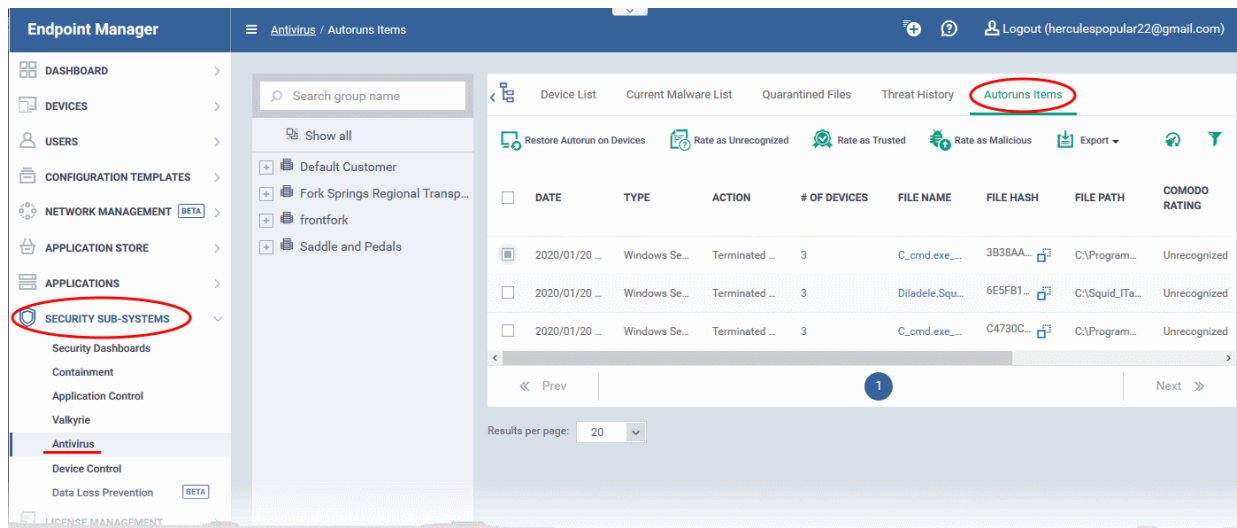 Endpoint Manager
Antivirus / Autoruns Items
Logout (herculespopular22@gmail.com)
DASHBOARD
DEVICES
USERS
CONFIGURATION TEMPLATES
NETWORK MANAGEMENT BETA
APPLICATION STORE
APPLICATIONS
SECURITY SUB-SYSTEMS
Security Dashboards
Containment
Application Control
Valkyrie
Antivirus
Device Control
Data Loss Prevention BETA
LICENSE MANAGEMENT
Search group name
Show all
Default Customer
Fork Springs Regional Transp...
frontfork
Saddle and Pedals
Device List Current Malware List Quarantined Files Threat History Autoruns Items
Restore Autorun on Devices Rate as Unrecognized Rate as Trusted Rate as Malicious Export
DATE TYPE ACTION # OF DEVICES FILE NAME FILE HASH FILE PATH COMODO RATING
2020/01/20 ... Windows Se... Terminated ... 3 C_cmd.exe_... 3B38AA... C:\Program... Unrecognized
2020/01/20 ... Windows Se... Terminated ... 3 Diladele.Squ... 6E5FB1... C:\Squid_ITa... Unrecognized
2020/01/20 ... Windows Se... Terminated ... 3 C_cmd.exe_... C4730C... C:\Program... Unrecognized
Prev 1 Next
Results per page: 20